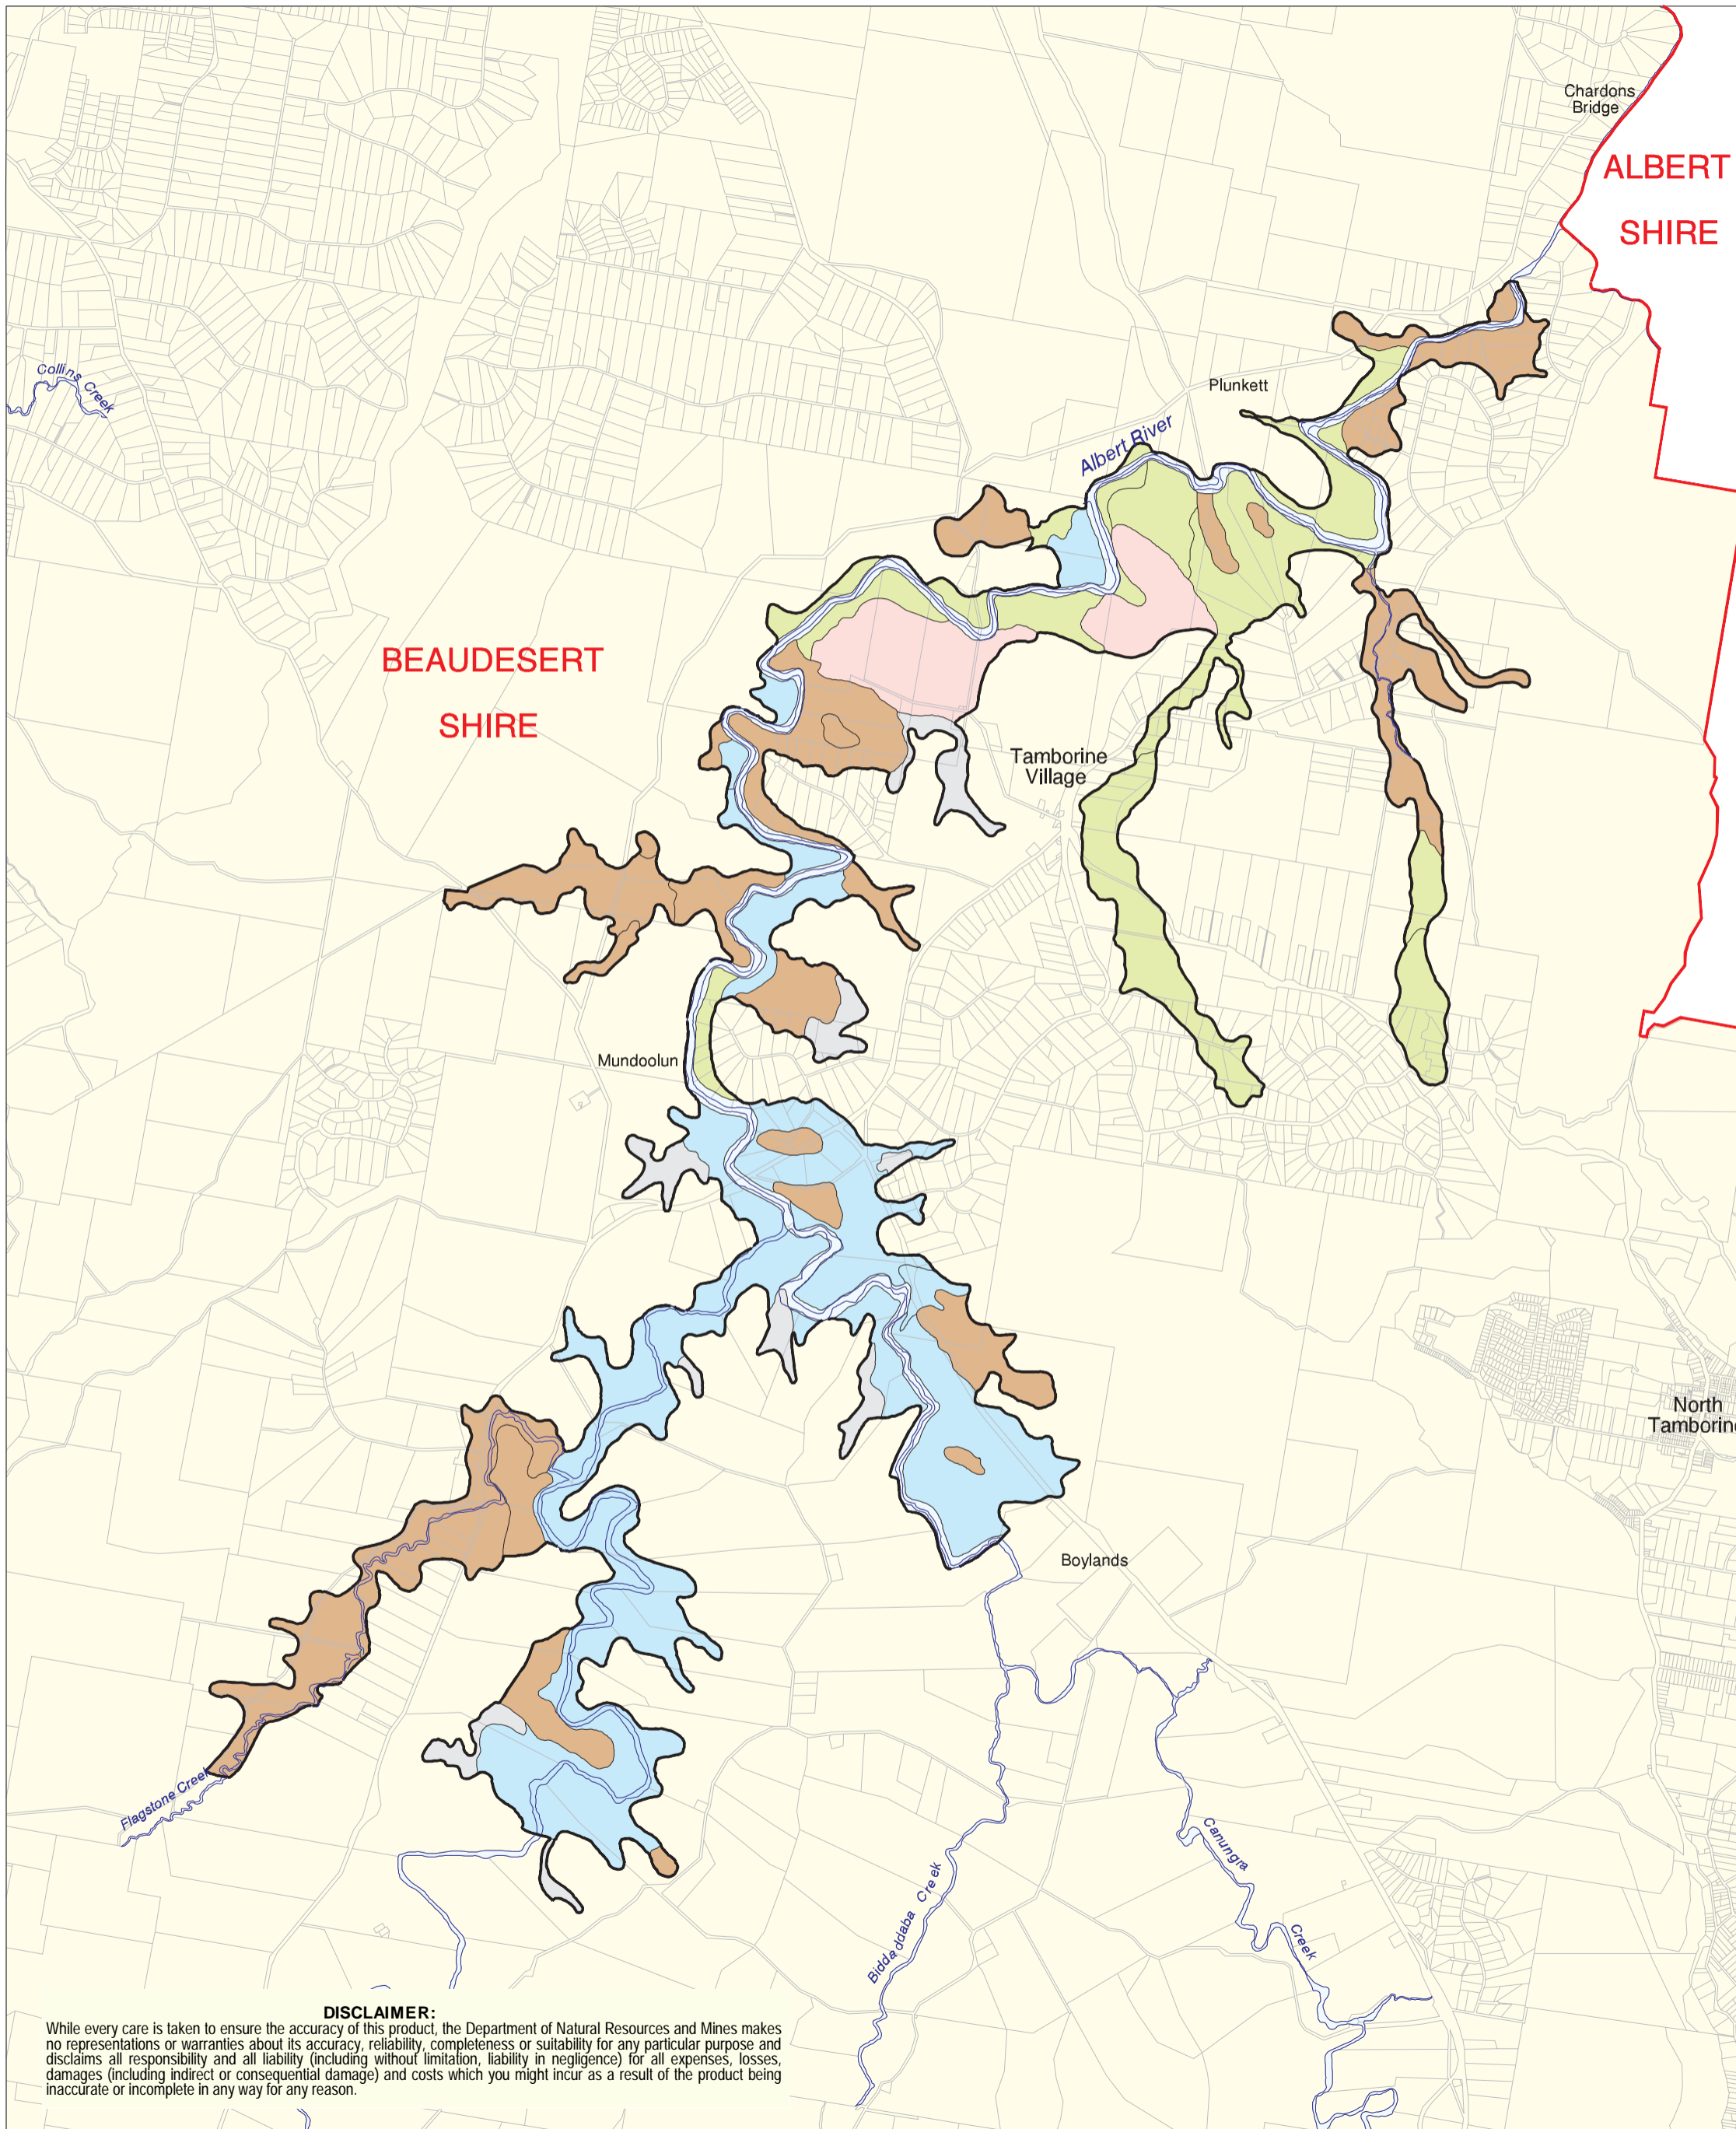 Chardons
Bridge
ALBERT
SHIRE
Collins Creek
Plunkett
Albert River
BEAUDESERT
SHIRE
Tamborine
Village
Mundoolun
North
Boylands
Flagstone Creek
Canungra
Creek
Biddaddaba Creek
DISCLAIMER:
While every care is taken to ensure the accuracy of this product, the Department of Natural Resources and Mines makes
no representations or warranties about its accuracy, reliability, completeness or suitability for any particular purpose and
disclaims all responsibility and all liability (including without limitation, liability in negligence) for all expenses, losses,
damages (including indirect or consequential damage) and costs which you might incur as a result of the product being
inaccurate or incomplete in any way for any reason.